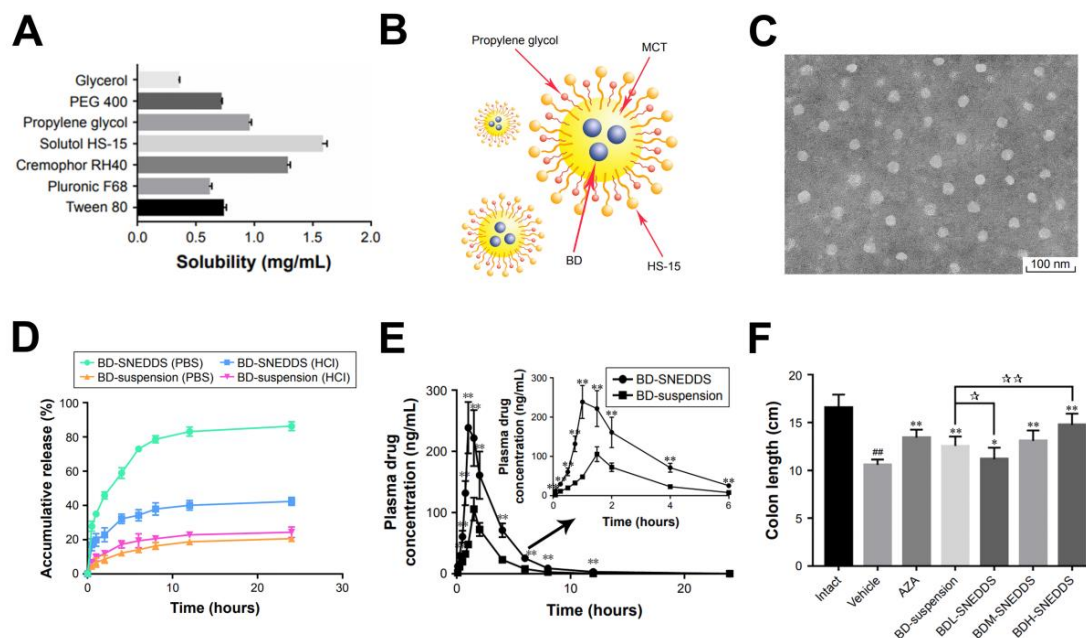 A
Glycerol
PEG 400
Propylene glycol
Solutol HS-15
Cremophor RH40
Pluronic F68
Tween 80
0.0 0.5 1.0 1.5 2.0
Solubility (mg/mL)
B
Propylene glycol
MCT
BD
HS-15
C
100 nm
D
BD-SNEDDS (PBS) BD-SNEDDS (HCl)
BD-suspension (PBS) BD-suspension (HCl)
Accumulative release (%)
100
80
60
40
20
0
0 10 20 30
Time (hours)
E
Plasma drug
concentration (ng/mL)
300
200
100
50
0
0 10 20
Time (hours)
** ** ** ** ** ** ** ** **
BD-SNEDDS
BD-suspension
Plasma drug
concentration (ng/mL)
300
200
100
50
0
0 2 4 6
Time (hours)
** ** ** ** ** ** ** ** **
F
Colon length (cm)
20
15
10
5
0
## ** ** * ** **
☆ ☆☆
Intact
Vehicle
AZA
BD-suspension
BDL-SNEDDS
BDM-SNEDDS
BDH-SNEDDS